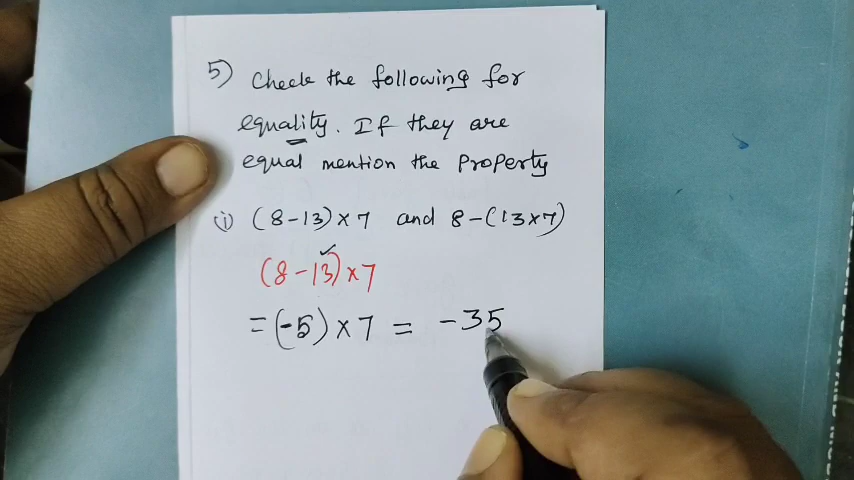 5) Check the following for
equality. If they are
equal mention the property
(i) (8-13)×7 and 8-(13×7)
(8-13)×7
=(-5)×7 = -35